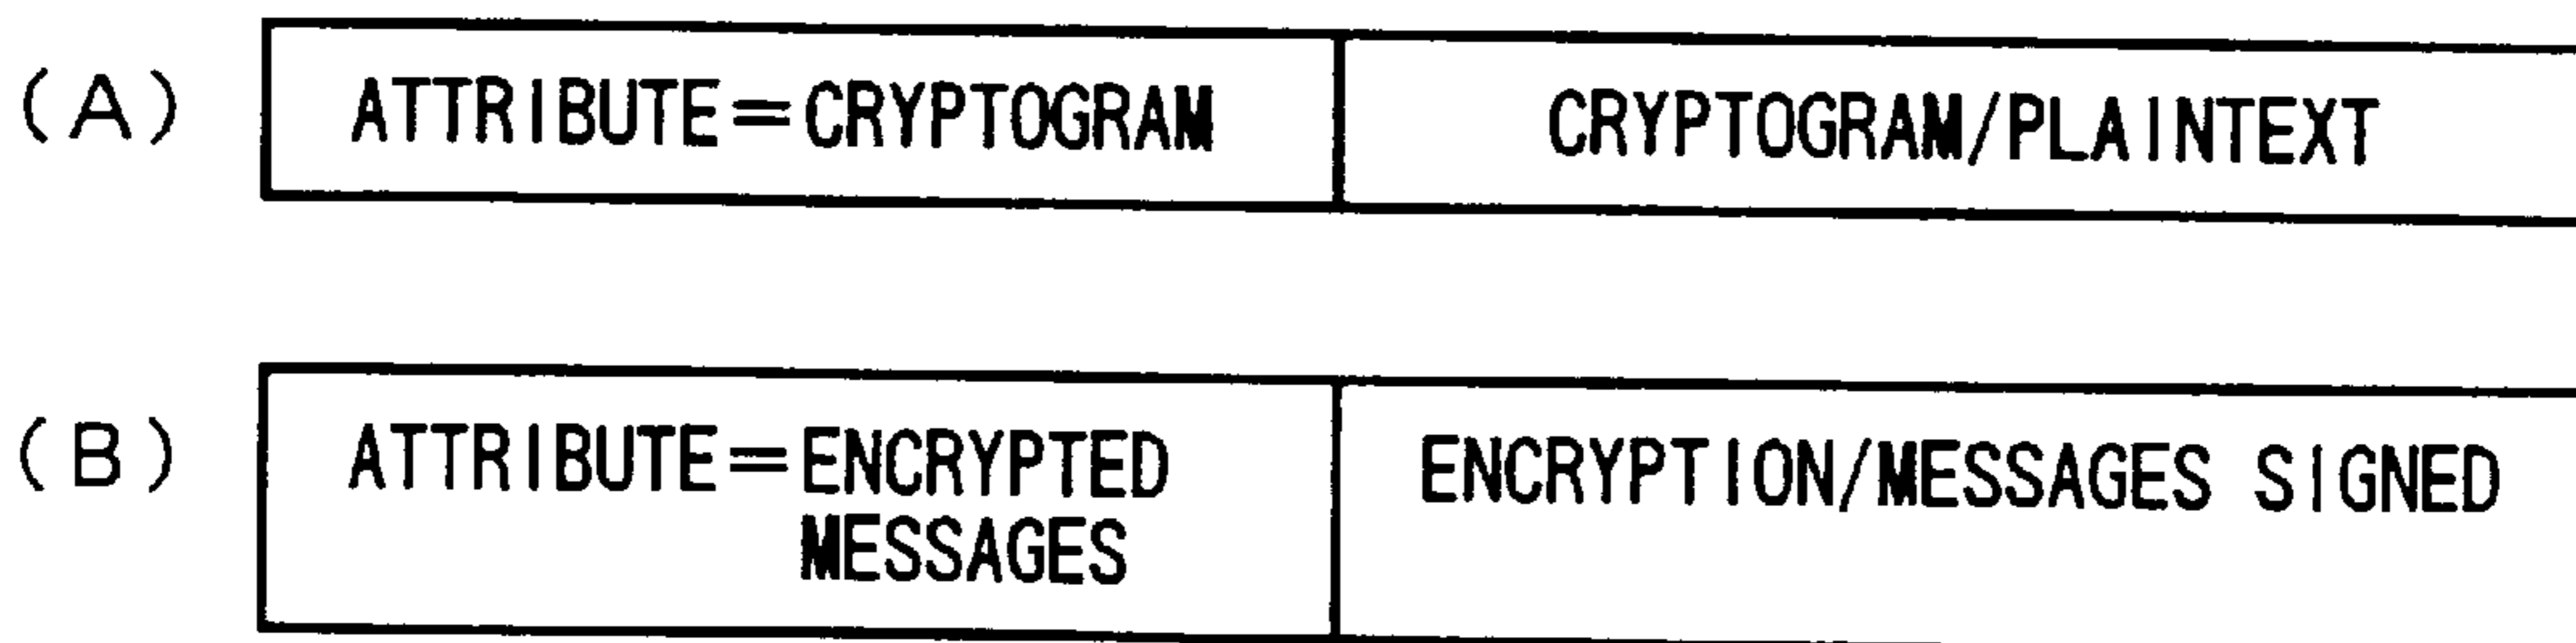 (A) ATTRIBUTE=CRYPTOGRAM CRYPTOGRAM/PLAINTEXT
(B) ATTRIBUTE=ENCRYPTED ENCRYPTION/MESSAGES SIGNED
MESSAGES